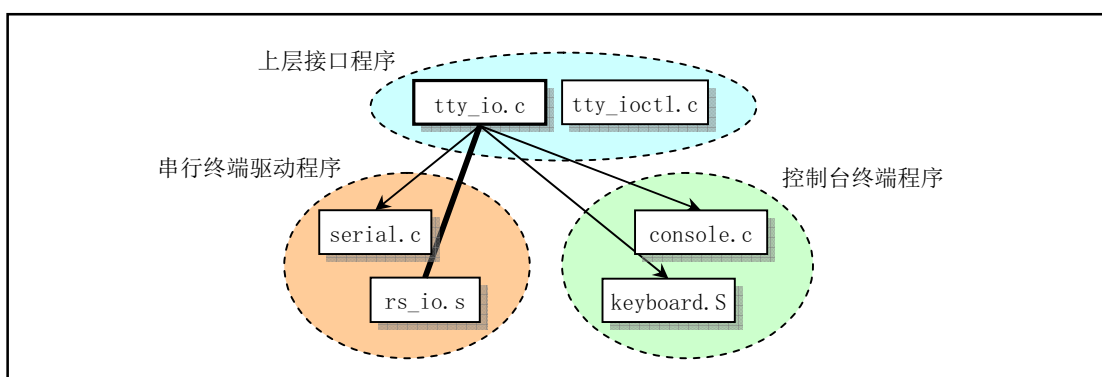 上层接口程序
tty_io.c
tty_ioctl.c
串行终端驱动程序
控制台终端程序
serial.c
console.c
rs_io.s
keyboard.S